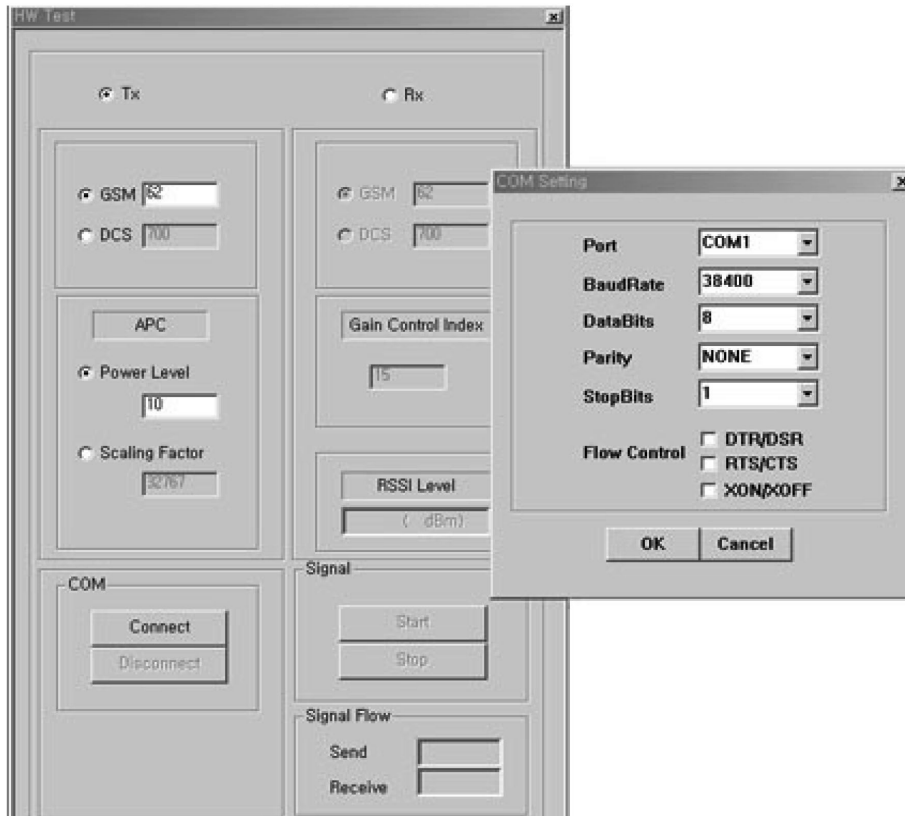 HW Test
Tx
Rx
GSM 62
DCS 700
APC
Power Level
10
Scaling Factor
32767
GSM 62
DCS 700
Gain Control Index
15
RSSI Level
( dBm)
COM
Connect
Disconnect
Signal
Start
Stop
Signal Flow
Send
Receive
COM Setting
Port COM1
BaudRate 38400
DataBits 8
Parity NONE
StopBits 1
Flow Control DTR/DSR
RTS/CTS
XON/XOFF
OK Cancel